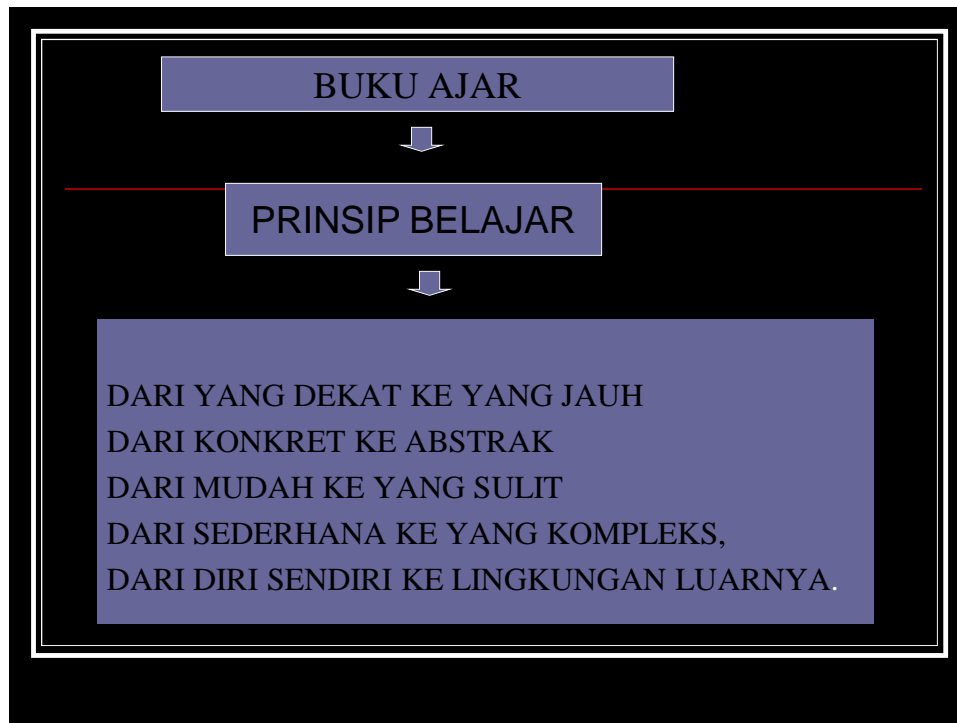 BUKU AJAR
PRINSIP BELAJAR
DARI YANG DEKAT KE YANG JAUH
DARI KONKRET KE ABSTRAK
DARI MUDAH KE YANG SULIT
DARI SEDERHANA KE YANG KOMPLEKS,
DARI DIRI SENDIRI KE LINGKUNGAN LUARNYA.